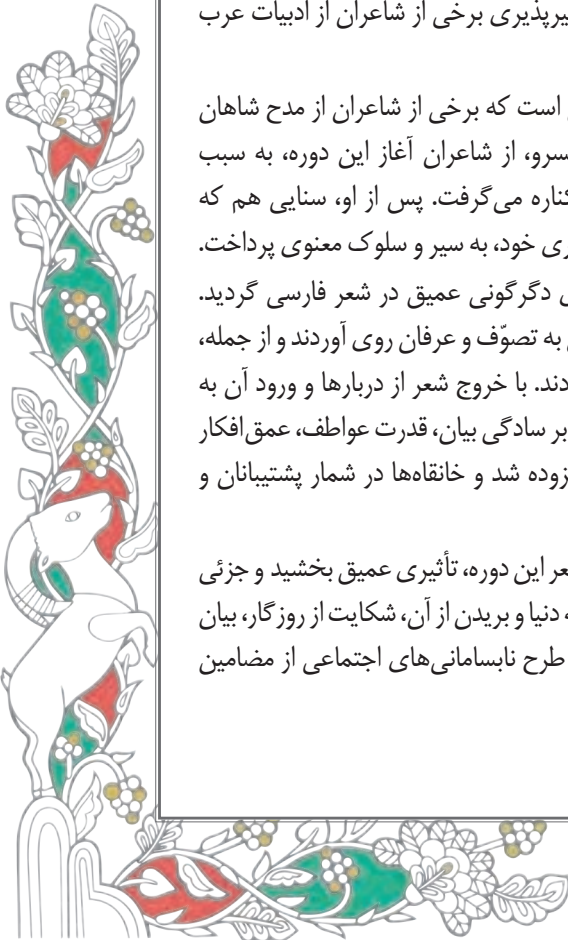 یرپذیری برخی از شاعران از ادبیات عرب
است که برخی از شاعران از مدح شاهان
سرو، از شاعران آغاز این دوره، به سبب
کناره می‌گرفت. پس از او، سنایی هم که
ری خود، به سیر و سلوک معنوی پرداخت.
ی دگرگونی عمیق در شعر فارسی گردید.
به تصوّف و عرفان روی آوردند و از جمله،
دند. با خروج شعر از دربارها و ورود آن به
بر سادگی بیان، قدرت عواطف، عمق افکار
زوده شد و خانقاه‌ها در شمار پشتیبانان و
عر این دوره، تأثیری عمیق بخشید و جزئی
ه دنیا و بریدن از آن، شکایت از روزگار، بیان
طرح نابسامانی‌های اجتماعی از مضامین